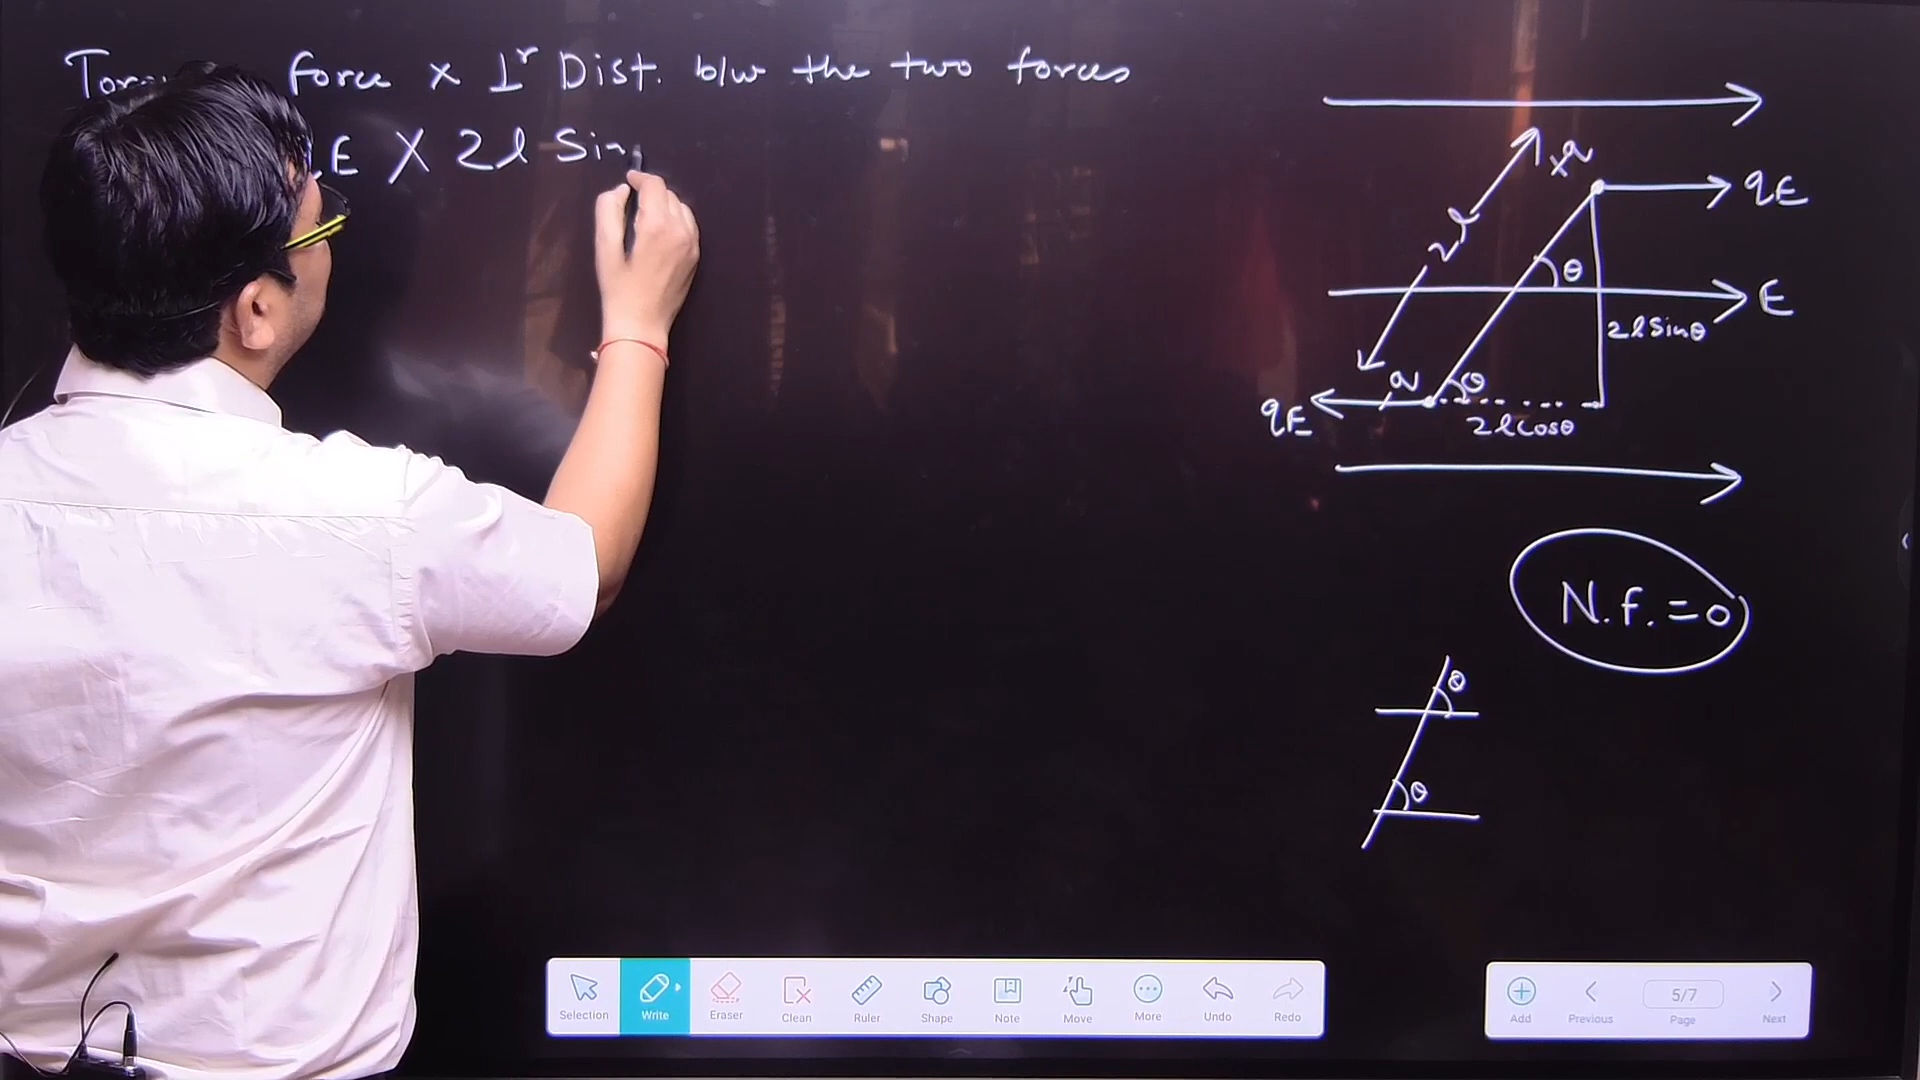 force × ⊥ʳ Dist. b/w the two forces
E × 2l Sin
+q
qE
2l
θ
E
2lSinθ
-q
θ
qE
2lCosθ
N.f. = 0
θ
θ
Selection
Write
Eraser
Clean
Ruler
Shape
Note
Move
More
Undo
Redo
Add
Previous
5/7
Page
Next